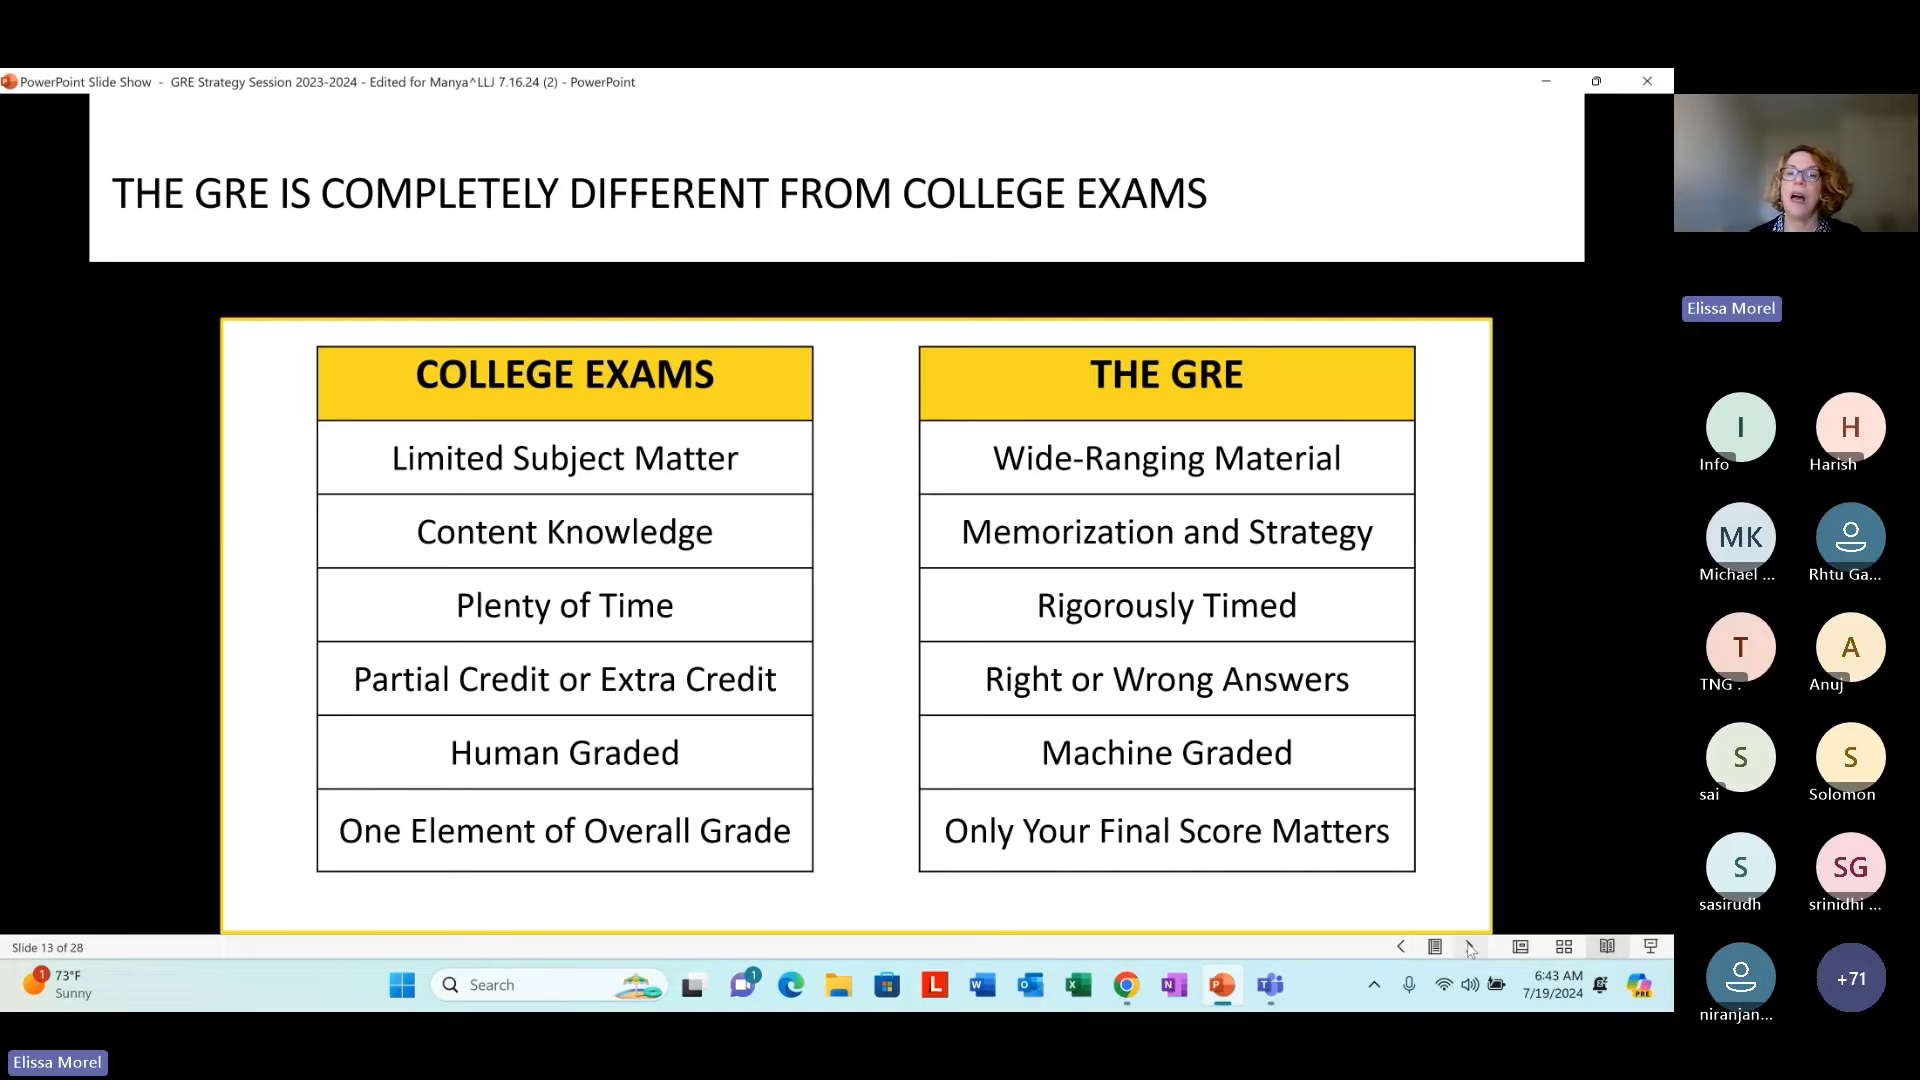 PowerPoint Slide Show - GRE Strategy Session 2023-2024 - Edited for Manya^LLJ 7.16.24 (2) - PowerPoint
THE GRE IS COMPLETELY DIFFERENT FROM COLLEGE EXAMS
COLLEGE EXAMS
Limited Subject Matter
Content Knowledge
Plenty of Time
Partial Credit or Extra Credit
Human Graded
One Element of Overall Grade
THE GRE
Wide-Ranging Material
Memorization and Strategy
Rigorously Timed
Right or Wrong Answers
Machine Graded
Only Your Final Score Matters
Slide 13 of 28
1
73°F
Sunny
Search
1
L
W
O
X
N
P
T
6:43 AM
7/19/2024
PRE
Elissa Morel
I
Info
H
Harish
MK
Michael ...
Rhtu Ga...
T
TNG .
A
Anuj
S
sai
S
Solomon
S
sasirudh
SG
srinidhi ...
niranjan...
+71
Elissa Morel